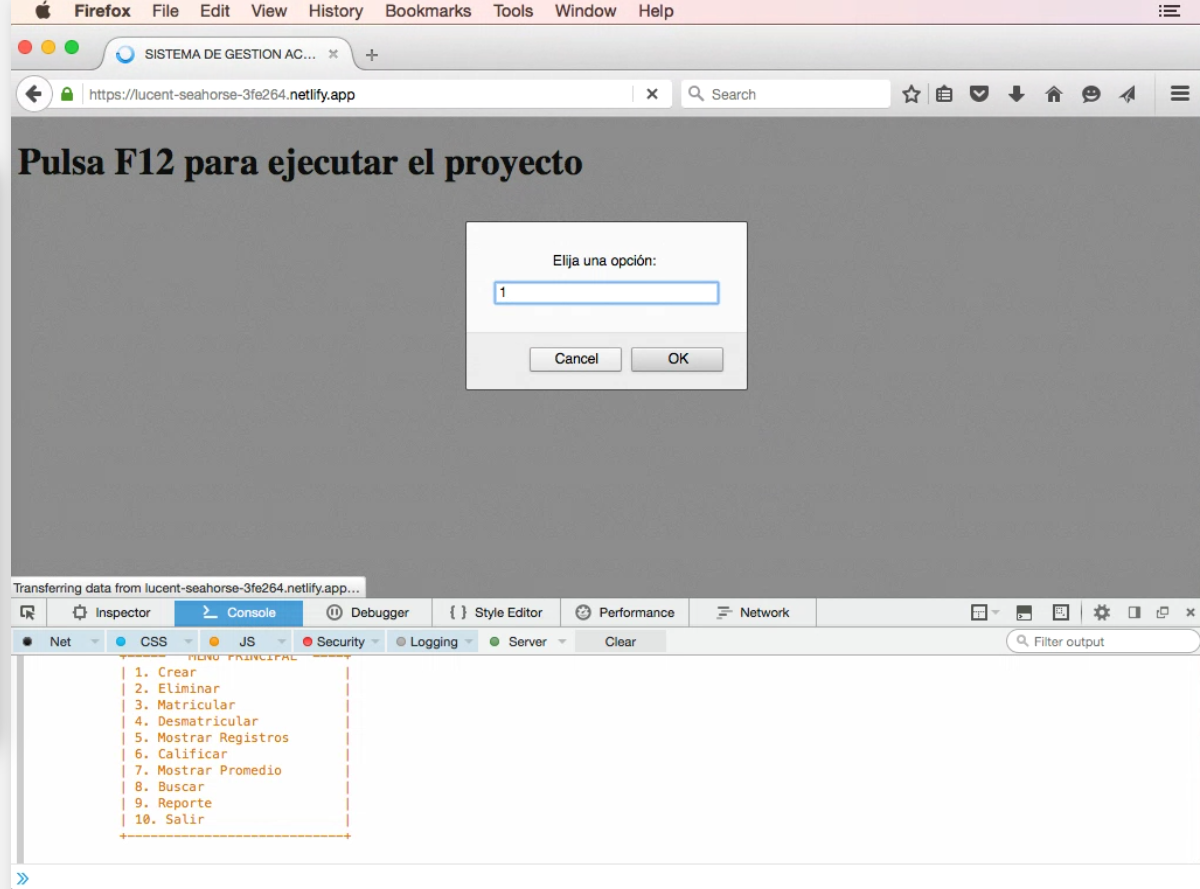 Firefox File Edit View History Bookmarks Tools Window Help
SISTEMA DE GESTION AC...
https://lucent-seahorse-3fe264.netlify.app
Search
Pulsa F12 para ejecutar el proyecto
Elija una opción:
1
Cancel OK
Transferring data from lucent-seahorse-3fe264.netlify.app...
Inspector Console Debugger { } Style Editor Performance Network
Net CSS JS Security Logging Server Clear Filter output
+----- MENU PRINCIPAL ----+
| 1. Crear |
| 2. Eliminar |
| 3. Matricular |
| 4. Desmatricular |
| 5. Mostrar Registros |
| 6. Calificar |
| 7. Mostrar Promedio |
| 8. Buscar |
| 9. Reporte |
| 10. Salir |
+----------------------------+